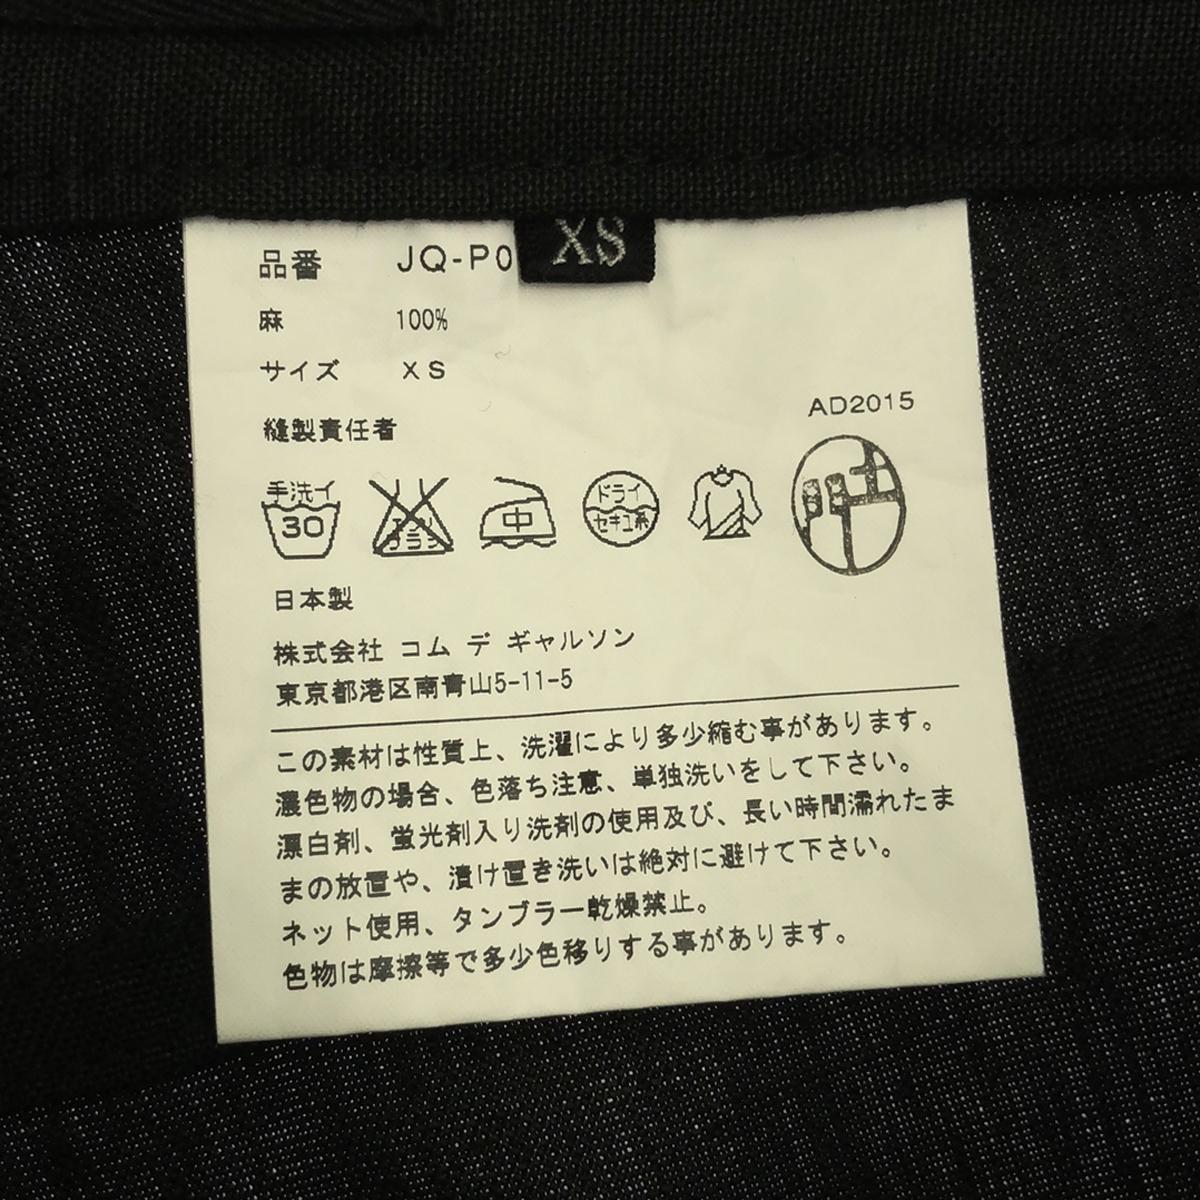 XS
品番 JQ-P0
麻 100%
サイズ XS
縫製責任者
AD2015
手洗イ
30
エンソ
サラシ
中
ドライ
セキユ系
日本製
株式会社 コム デ ギャルソン
東京都港区南青山5-11-5
この素材は性質上、洗濯により多少縮む事があります。
濃色物の場合、色落ち注意、単独洗いをして下さい。
漂白剤、蛍光剤入り洗剤の使用及び、長い時間濡れたま
まの放置や、漬け置き洗いは絶対に避けて下さい。
ネット使用、タンブラー乾燥禁止。
色物は摩擦等で多少色移りする事があります。